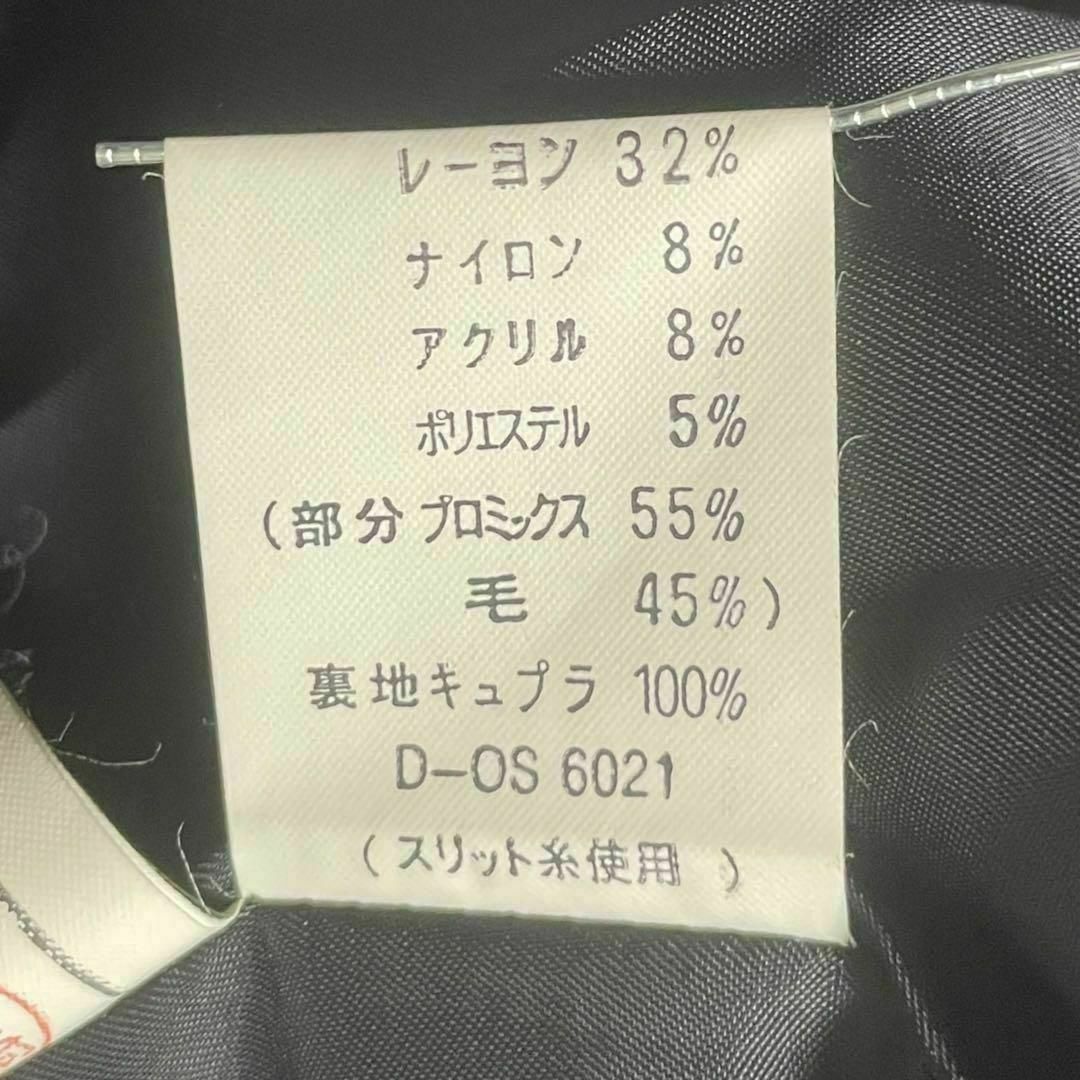 レーヨン 32%
ナイロン 8%
アクリル 8%
ポリエステル 5%
(部分プロミックス 55%
毛 45%)
裏地キュプラ 100%
D-OS 6021
(スリット糸使用 )